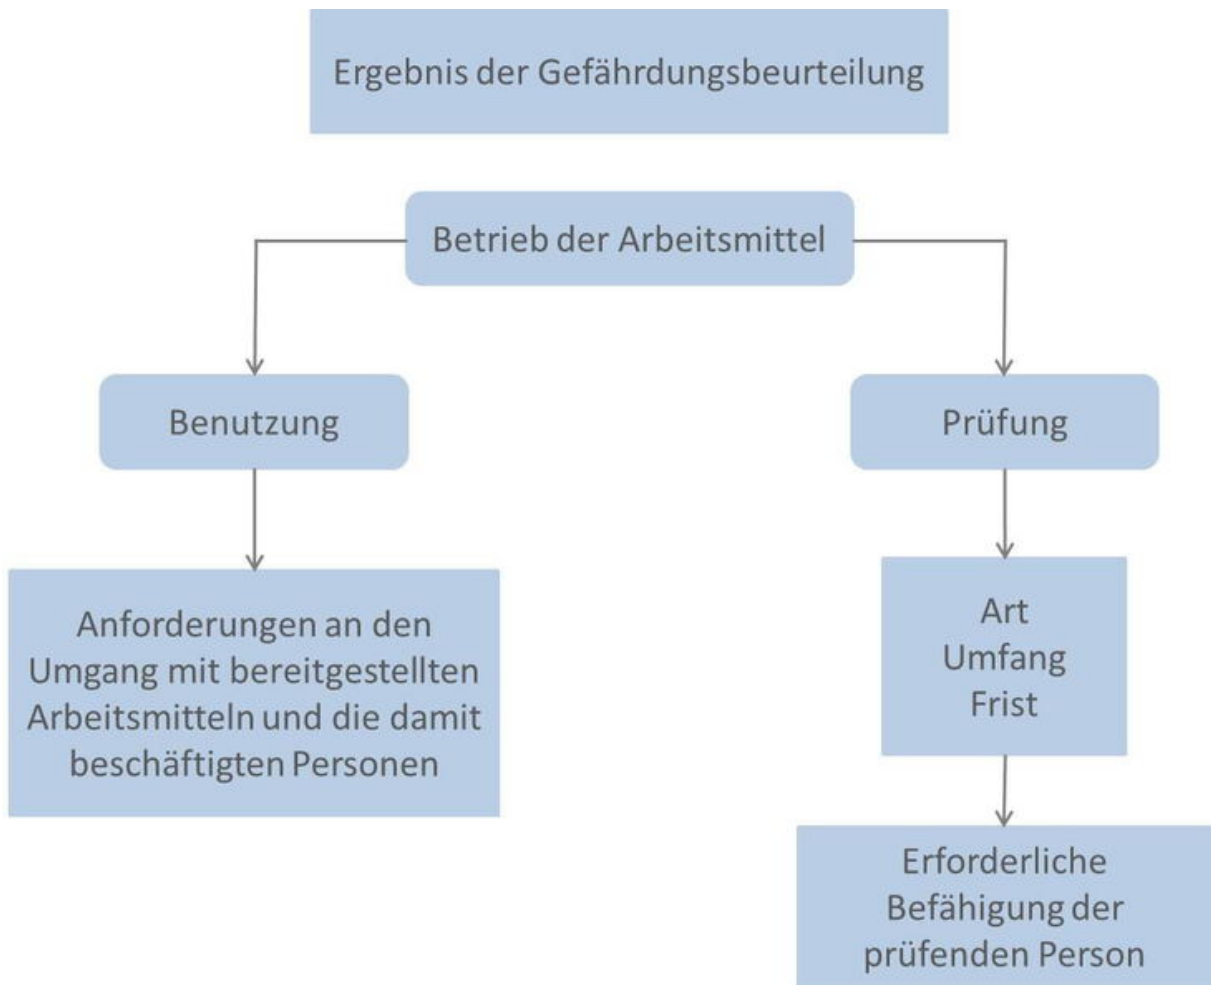 Ergebnis der Gefährdungsbeurteilung
Betrieb der Arbeitsmittel
Benutzung
Prüfung
Anforderungen an den
Umgang mit bereitgestellten
Arbeitsmitteln und die damit
beschäftigten Personen
Art
Umfang
Frist
Erforderliche
Befähigung der
prüfenden Person